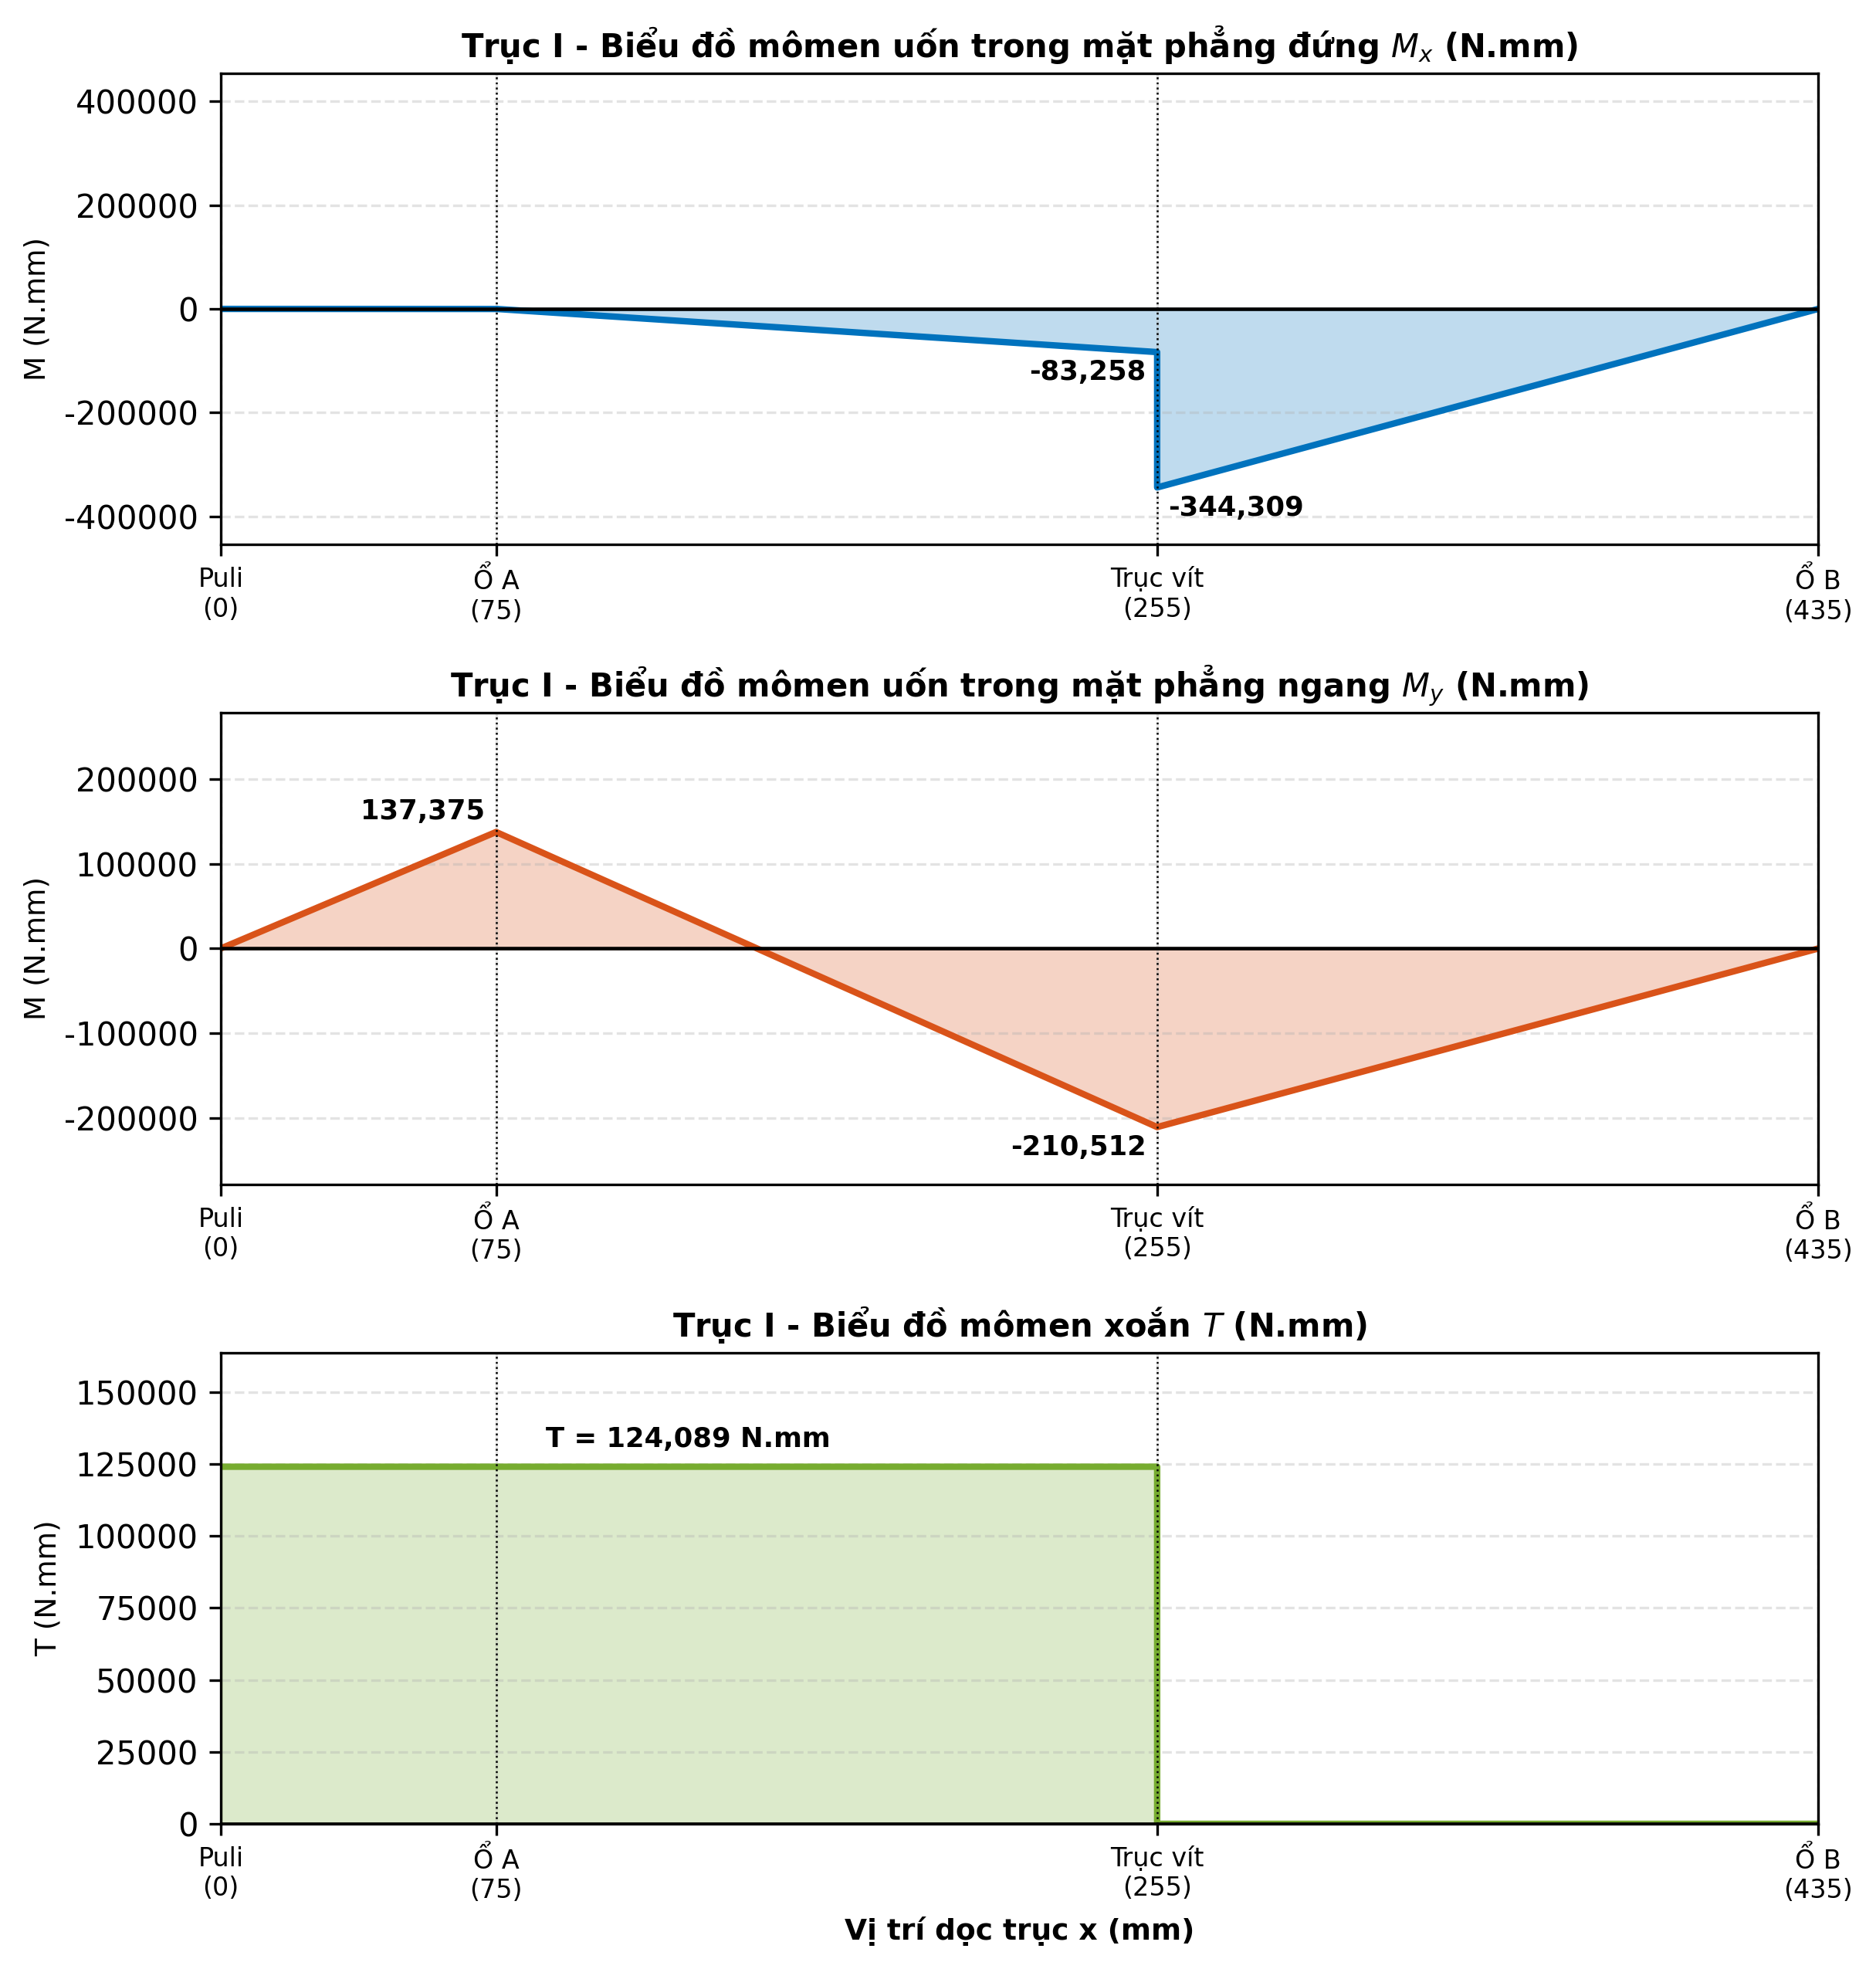 Trục I - Biểu đồ mômen uốn trong mặt phẳng đứng Mₓ (N.mm)
M (N.mm)
400000
200000
0
-200000
-400000
-83,258
-344,309
Puli
(0)
Ổ A
(75)
Trục vít
(255)
Ổ B
(435)
Trục I - Biểu đồ mômen uốn trong mặt phẳng ngang M_y (N.mm)
M (N.mm)
200000
100000
0
-100000
-200000
137,375
-210,512
Puli
(0)
Ổ A
(75)
Trục vít
(255)
Ổ B
(435)
Trục I - Biểu đồ mômen xoắn T (N.mm)
T (N.mm)
150000
125000
100000
75000
50000
25000
0
T = 124,089 N.mm
Puli
(0)
Ổ A
(75)
Trục vít
(255)
Ổ B
(435)
Vị trí dọc trục x (mm)